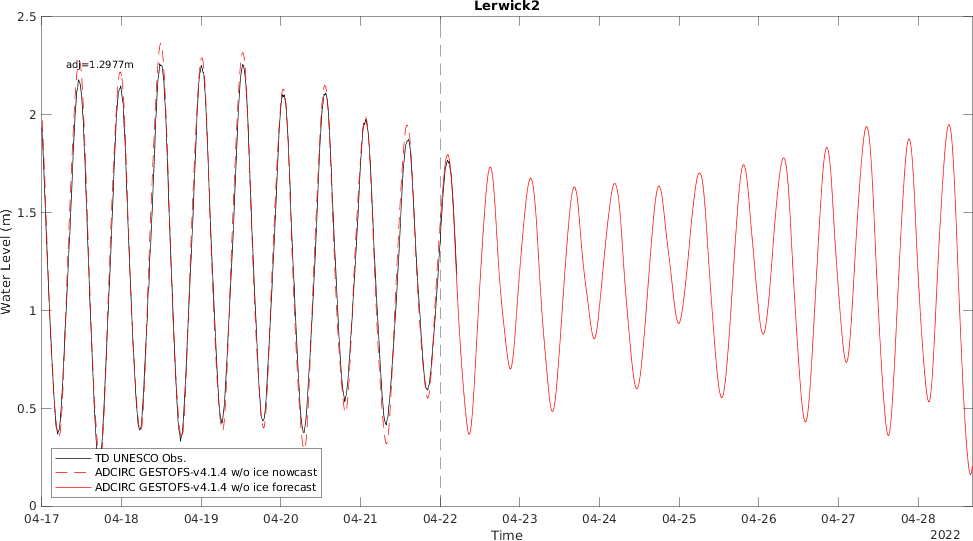 Lerwick2
2.5
adj=1.2977m
2
1.5
Water Level (m)
1
0.5
TD UNESCO Obs.
ADCIRC GESTOFS-v4.1.4 w/o ice nowcast
ADCIRC GESTOFS-v4.1.4 w/o ice forecast
0
04-17 04-18 04-19 04-20 04-21 04-22 04-23 04-24 04-25 04-26 04-27 04-28
Time
2022